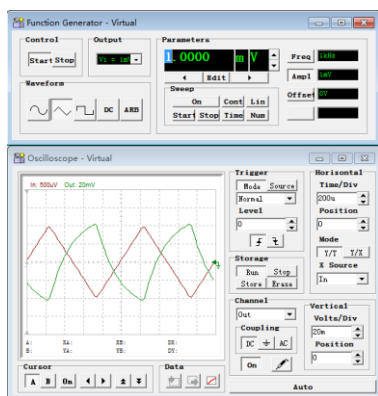 Function Generator - Virtual
Control
Output
Parameters
Start Stop
Vi = 1mV
1.0000 m V
Edit
Freq 1kHz
Ampl 1mV
Offset 0V
Waveform
DC ARB
Sweep
On Cont Lin
Start Stop Time Num
Oscilloscope - Virtual
In: 500uV Out: 20mV
A: XA: XB: DX:
B: YA: YB: DY:
Cursor
A B On
Data
Trigger
Mode Source
Normal
Level
0
Storage
Run Stop
Store Erase
Channel
Out
Coupling
DC AC
On
Horizontal
Time/Div
200u
Position
0
Mode
Y/T Y/X
X Source
In
Vertical
Volts/Div
20m
Position
0
Auto